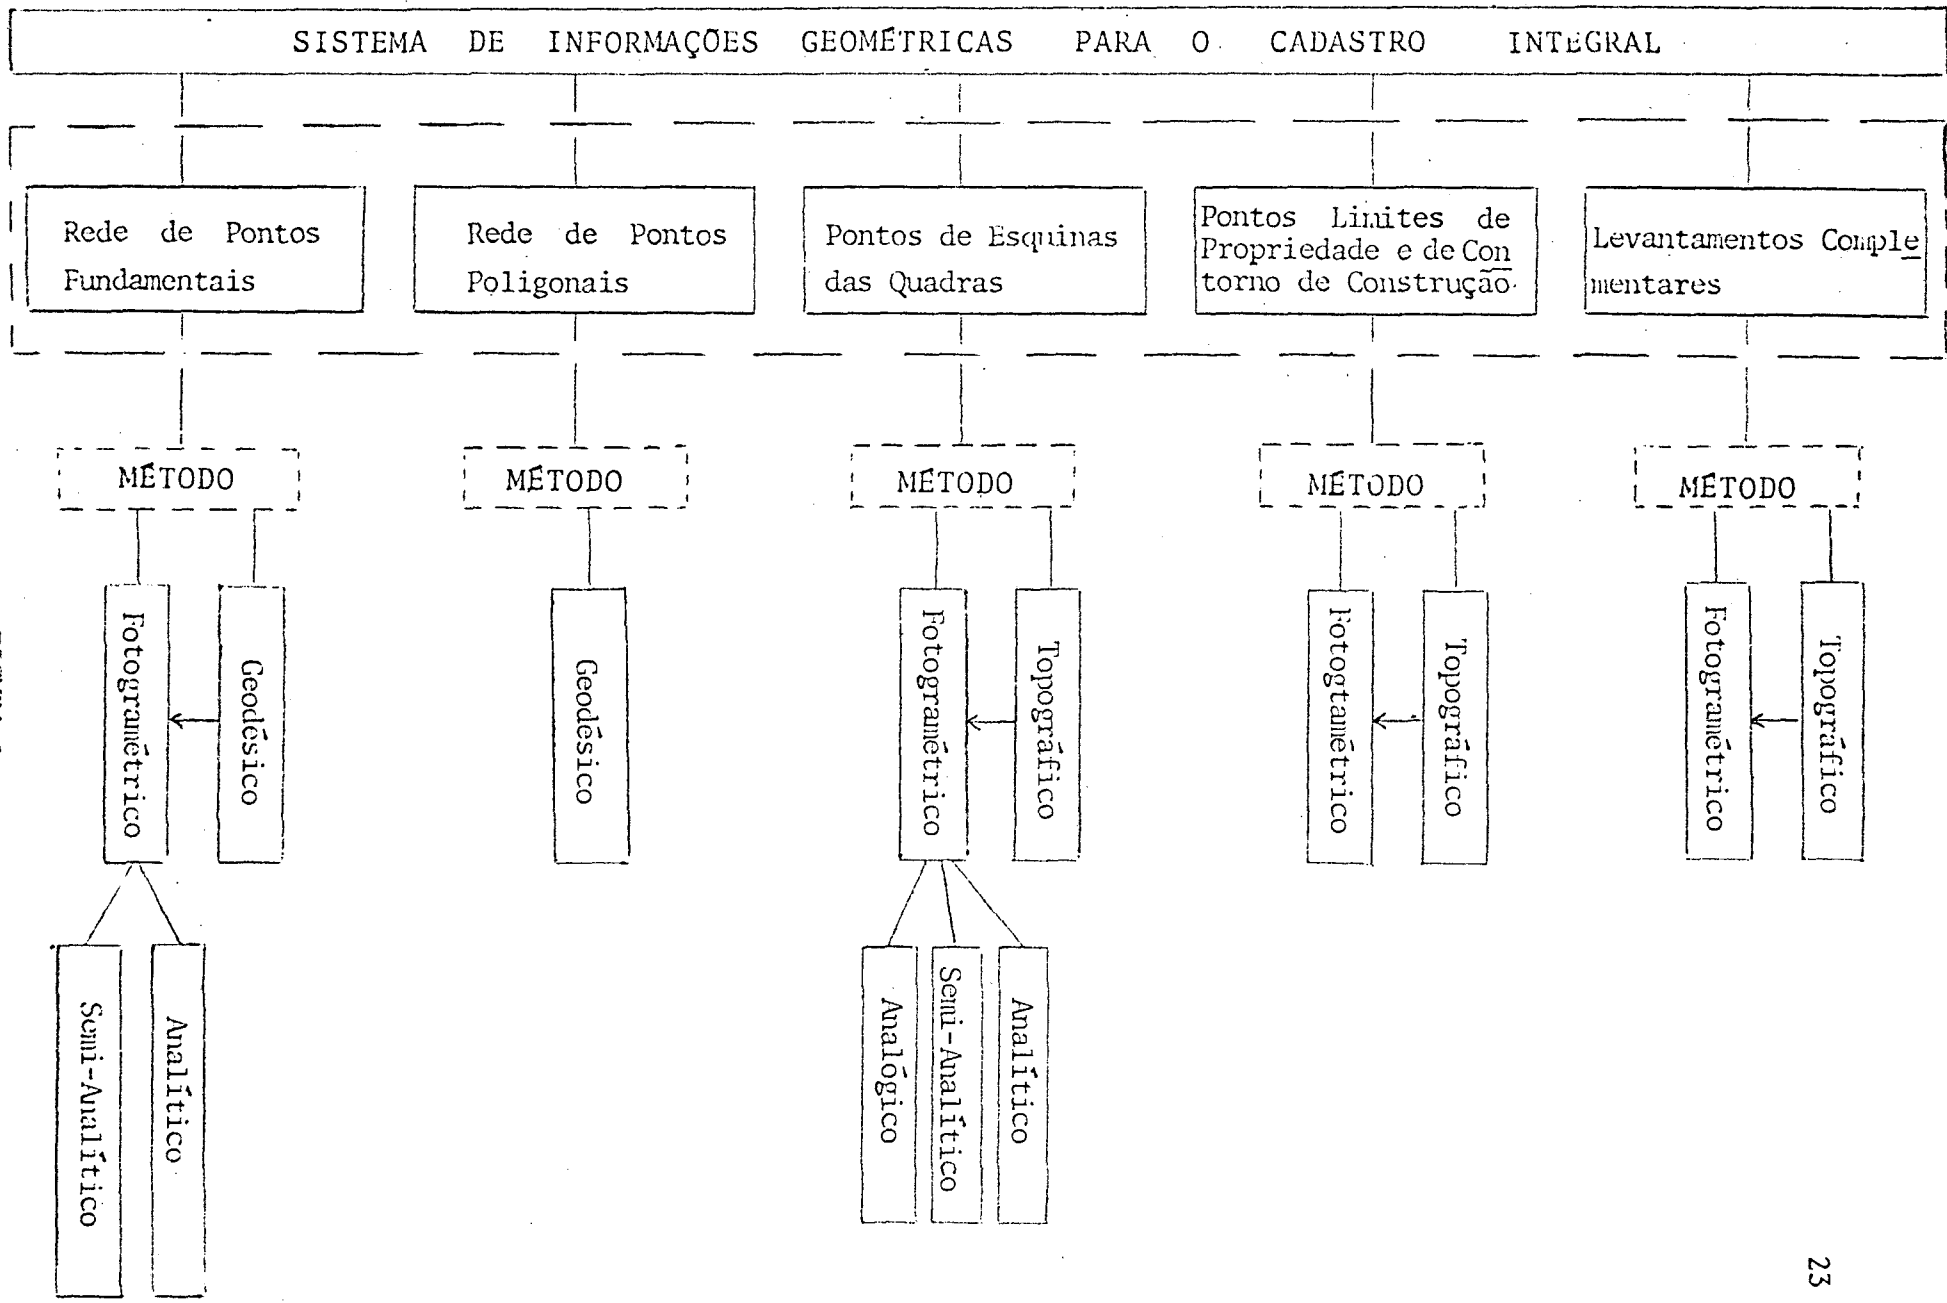 SISTEMA DE INFORMAÇÕES GEOMÉTRICAS PARA O CADASTRO INTEGRAL
Rede de Pontos
Fundamentais
Rede de Pontos
Poligonais
Pontos de Esquinas
das Quadras
Pontos Limites de
Propriedade e de Con
torno de Construção
Levantamentos Comple
mentares
MÉTODO
MÉTODO
MÉTODO
MÉTODO
MÉTODO
Fotogramétrico
Geodésico
Geodésico
Fotogramétrico
Topográfico
Fotogtamétrico
Topográfico
Fotogramétrico
Topográfico
Semi-Analítico
Analítico
Analógico
Semi-Analítico
Analítico
23